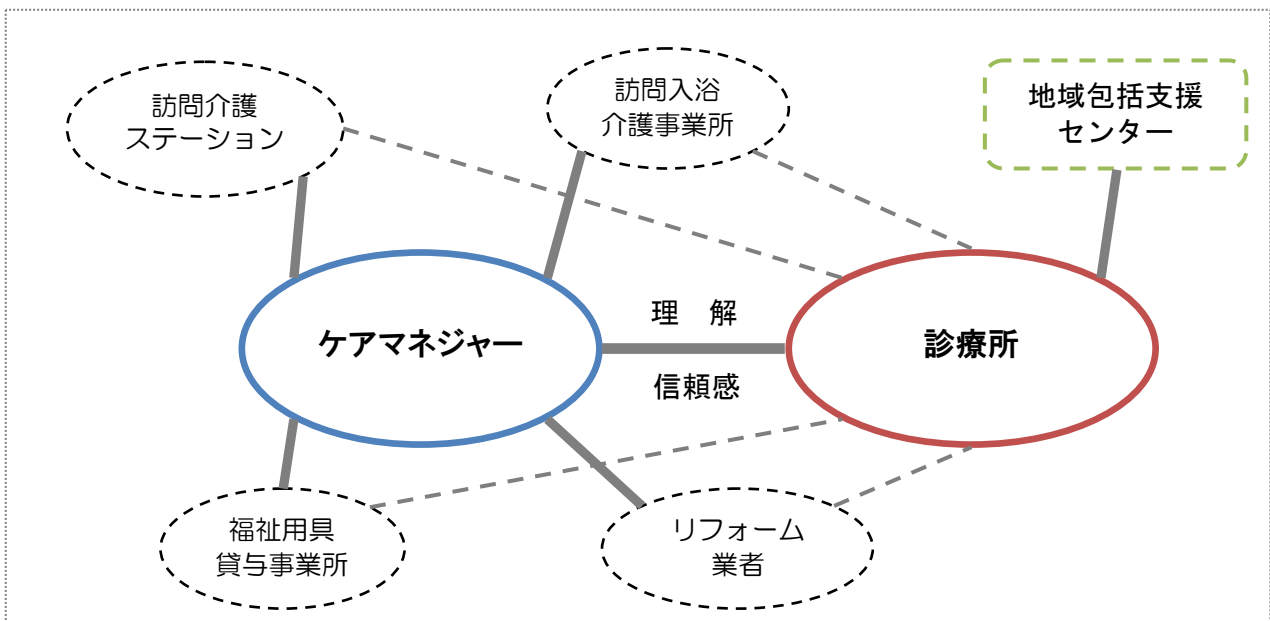 訪問介護
ステーション
訪問入浴
介護事業所
地域包括支援
センター
ケアマネジャー
理　解
信頼感
診療所
福祉用具
貸与事業所
リフォーム
業者